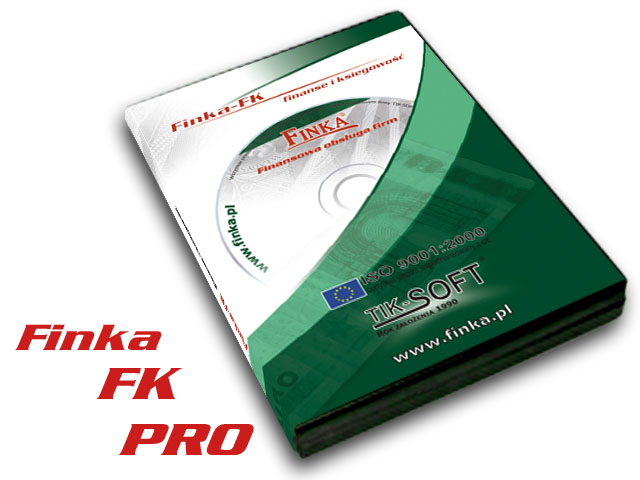 Finka-FK finanse i księgowość
FINKA®
Finansowa obsługa firm
www.finka.pl
ISO 9001:2000
TIK-SOFT
ROK ZAŁOŻENIA 1990
www.finka.pl
Finka
FK
PRO